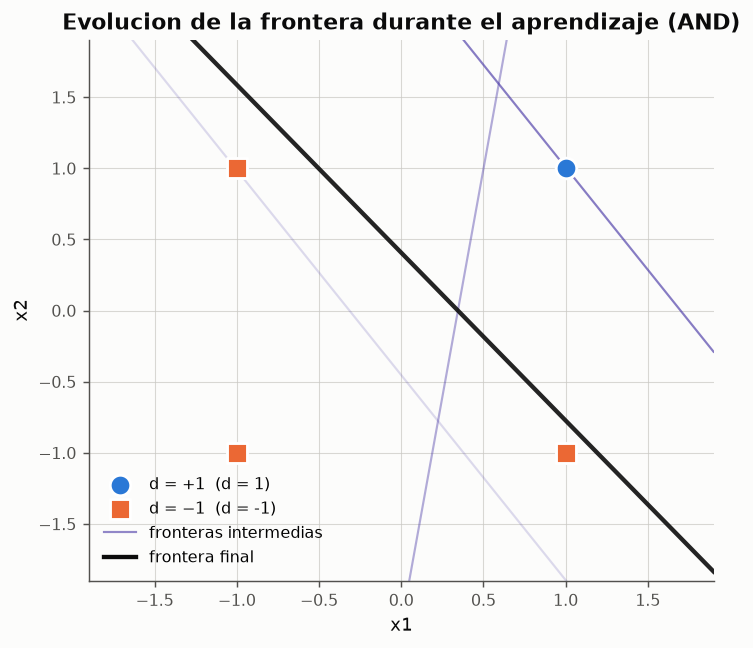 Evolucion de la frontera durante el aprendizaje (AND)
x2
1.5
1.0
0.5
0.0
−0.5
−1.0
−1.5
d = +1 (d = 1)
d = −1 (d = -1)
fronteras intermedias
frontera final
−1.5 −1.0 −0.5 0.0 0.5 1.0 1.5
x1